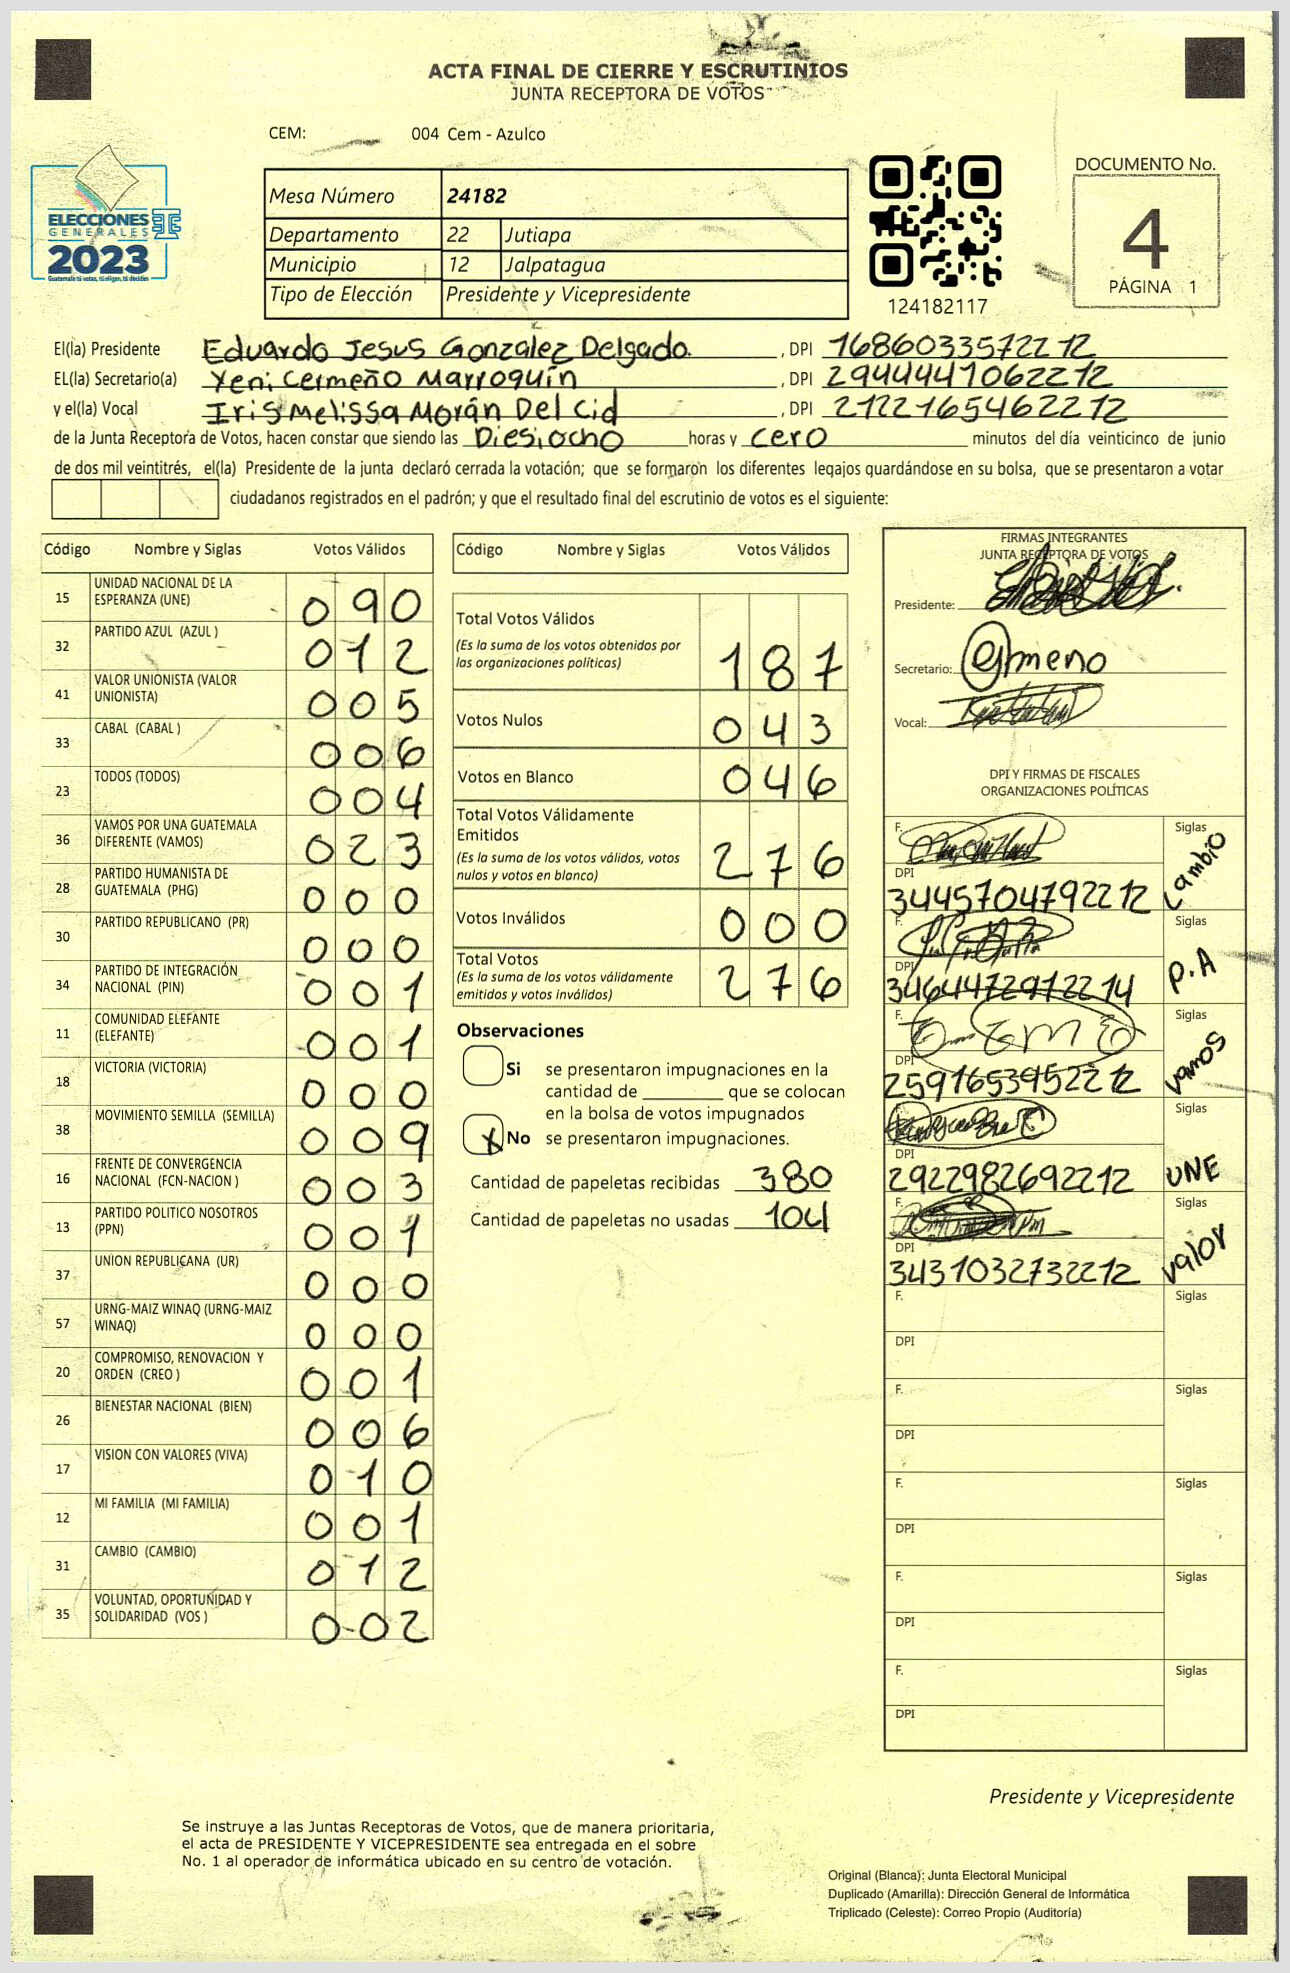 ACTA FINAL DE CIERRE Y ESCRUTINIOS
JUNTA RECEPTORA DE VOTOS
CEM: 004 Cem - Azulco
ELECCIONES
GENERALES
2023
Guatemala tú votas, tú eliges, tú decides
Mesa Número 24182
Departamento 22 Jutiapa
Municipio 12 Jalpatagua
Tipo de Elección Presidente y Vicepresidente
124182117
DOCUMENTO No.
4
PÁGINA 1
El(la) Presidente Eduardo Jesus Gonzalez Delgado. , DPI 1686033572212
EL(la) Secretario(a) Yeni Cermeño Marroquín , DPI 2944441062212
y el(la) Vocal Iris Melissa Morán Del Cid , DPI 2122165462212
de la Junta Receptora de Votos, hacen constar que siendo las Diesiocho horas y cero minutos del día veinticinco de junio
de dos mil veintitrés, el(la) Presidente de la junta declaró cerrada la votación; que se formaron los diferentes legajos guardándose en su bolsa, que se presentaron a votar
ciudadanos registrados en el padrón; y que el resultado final del escrutinio de votos es el siguiente:
Código Nombre y Siglas Votos Válidos
15 UNIDAD NACIONAL DE LA ESPERANZA (UNE) 090
32 PARTIDO AZUL (AZUL ) 012
41 VALOR UNIONISTA (VALOR UNIONISTA) 005
33 CABAL (CABAL ) 006
23 TODOS (TODOS) 004
36 VAMOS POR UNA GUATEMALA DIFERENTE (VAMOS) 023
28 PARTIDO HUMANISTA DE GUATEMALA (PHG) 000
30 PARTIDO REPUBLICANO (PR) 000
34 PARTIDO DE INTEGRACIÓN NACIONAL (PIN) 001
11 COMUNIDAD ELEFANTE (ELEFANTE) 001
18 VICTORIA (VICTORIA) 000
38 MOVIMIENTO SEMILLA (SEMILLA) 009
16 FRENTE DE CONVERGENCIA NACIONAL (FCN-NACION ) 003
13 PARTIDO POLITICO NOSOTROS (PPN) 001
37 UNION REPUBLICANA (UR) 000
57 URNG-MAIZ WINAQ (URNG-MAIZ WINAQ) 000
20 COMPROMISO, RENOVACION Y ORDEN (CREO ) 001
26 BIENESTAR NACIONAL (BIEN) 006
17 VISION CON VALORES (VIVA) 010
12 MI FAMILIA (MI FAMILIA) 001
31 CAMBIO (CAMBIO) 012
35 VOLUNTAD, OPORTUNIDAD Y SOLIDARIDAD (VOS ) 002
Código Nombre y Siglas Votos Válidos
Total Votos Válidos
(Es la suma de los votos obtenidos por
las organizaciones políticas) 187
Votos Nulos 043
Votos en Blanco 046
Total Votos Válidamente
Emitidos
(Es la suma de los votos válidos, votos
nulos y votos en blanco) 276
Votos Inválidos 000
Total Votos
(Es la suma de los votos válidamente
emitidos y votos inválidos) 276
Observaciones
Si se presentaron impugnaciones en la
cantidad de ________ que se colocan
en la bolsa de votos impugnados
X No se presentaron impugnaciones.
Cantidad de papeletas recibidas 380
Cantidad de papeletas no usadas 104
FIRMAS INTEGRANTES
JUNTA RECEPTORA DE VOTOS
Presidente:
Secretario:
Vocal:
DPI Y FIRMAS DE FISCALES
ORGANIZACIONES POLÍTICAS
F. Siglas Cambio
DPI 3445704792212
F. Siglas P.A
DPI 3464472912214
F. Siglas Vamos
DPI 2591653952212
F. Siglas UNE
DPI 2922982692212
F. Siglas Valor
DPI 3431032732212
F. Siglas
DPI
F. Siglas
DPI
F. Siglas
DPI
F. Siglas
DPI
F. Siglas
DPI
Presidente y Vicepresidente
Se instruye a las Juntas Receptoras de Votos, que de manera prioritaria,
el acta de PRESIDENTE Y VICEPRESIDENTE sea entregada en el sobre
No. 1 al operador de informática ubicado en su centro de votación.
Original (Blanca): Junta Electoral Municipal
Duplicado (Amarilla): Dirección General de Informática
Triplicado (Celeste): Correo Propio (Auditoría)